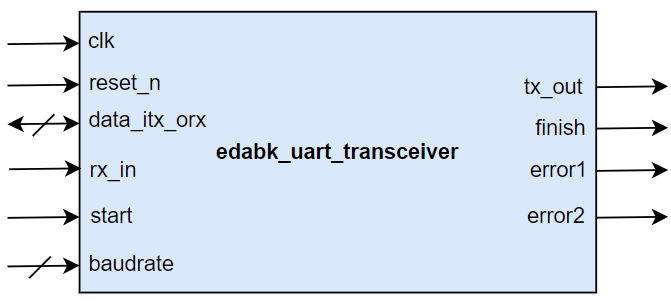 clk
reset_n
data_itx_orx
rx_in
start
baudrate
edabk_uart_transceiver
tx_out
finish
error1
error2